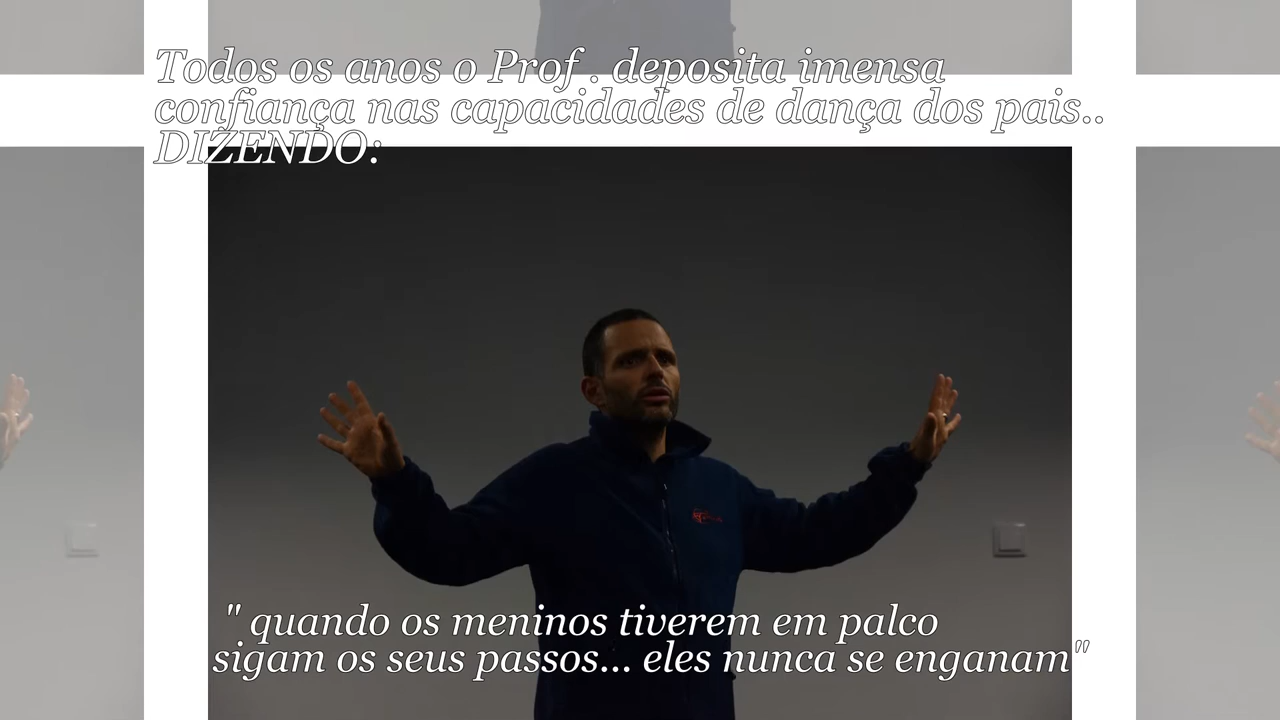 Todos os anos o Prof . deposita imensa
confiança nas capacidades de dança dos pais..
DIZENDO:
" quando os meninos tiverem em palco
sigam os seus passos... eles nunca se enganam"